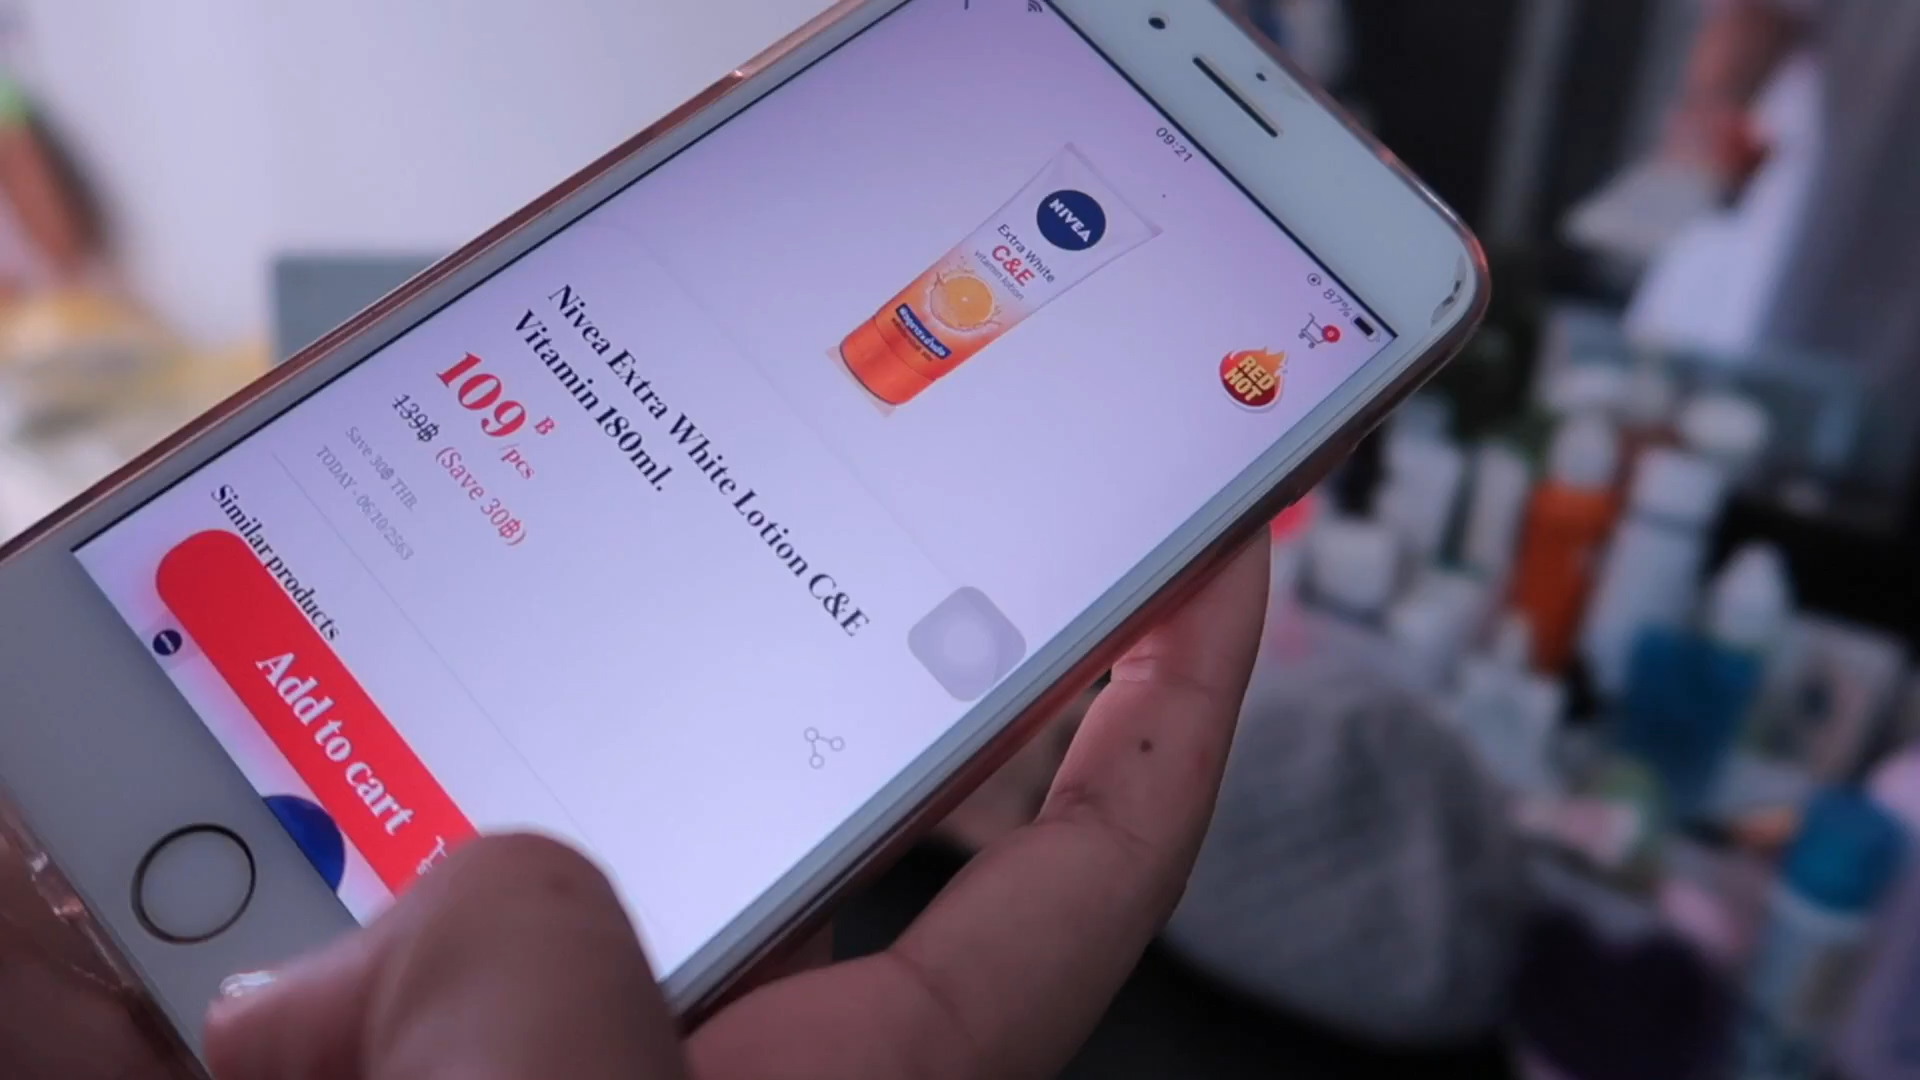 09:21
87%
0
RED
HOT
NIVEA
Extra White
C&E
vitamin lotion
Nivea Extra White Lotion C&E
Vitamin 180ml.
109 ฿ /pcs
139฿ (Save 30฿)
Save 30฿ THB.
TODAY - 06/10/2563
Similar products
Add to cart